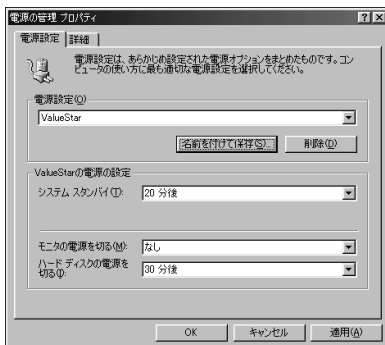 電源の管理 プロパティ
電源設定 詳細
電源設定は、あらかじめ設定された電源オプションをまとめたものです。コン
ピュータの使い方に最も適切な電源設定を選択してください。
電源設定(O)
ValueStar
名前を付けて保存(S)... 削除(D)
ValueStarの電源の設定
システム スタンバイ(T): 20 分後
モニタの電源を切る(M): なし
ハード ディスクの電源を 30 分後
切る(I):
OK キャンセル 適用(A)